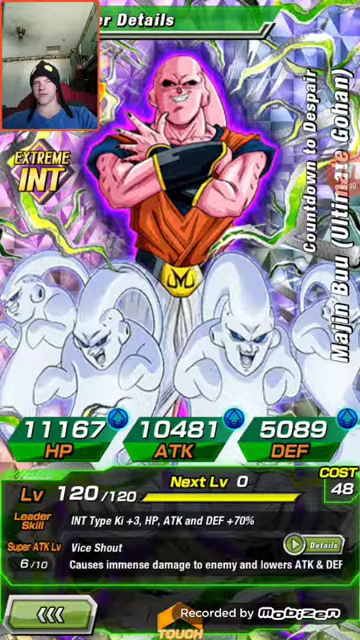 er Details
EXTREME
INT
Countdown to Despair
Majin Buu (Ultimate Gohan)
11167
HP
10481
ATK
5089
DEF
Lv 120/120
Next Lv 0
COST
48
Leader
Skill
INT Type Ki +3, HP, ATK and DEF +70%
Super ATK Lv
6/10
Vice Shout
Details
Causes immense damage to enemy and lowers ATK & DEF
TOUCH
Recorded by Mobizen